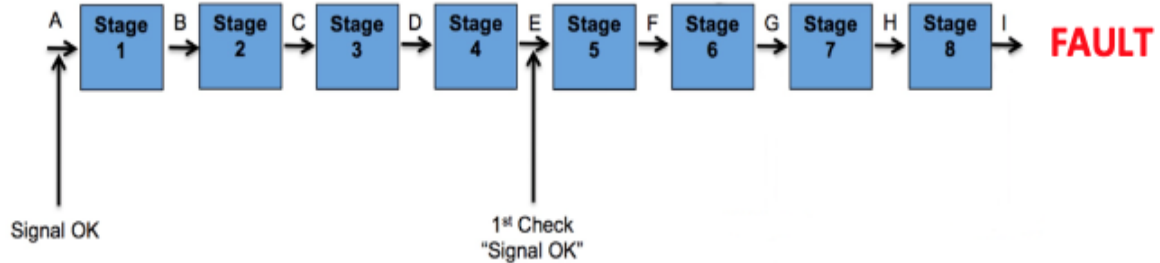 A B C D E F G H I
Stage 1
Stage 2
Stage 3
Stage 4
Stage 5
Stage 6
Stage 7
Stage 8
FAULT
Signal OK
1st Check
“Signal OK”